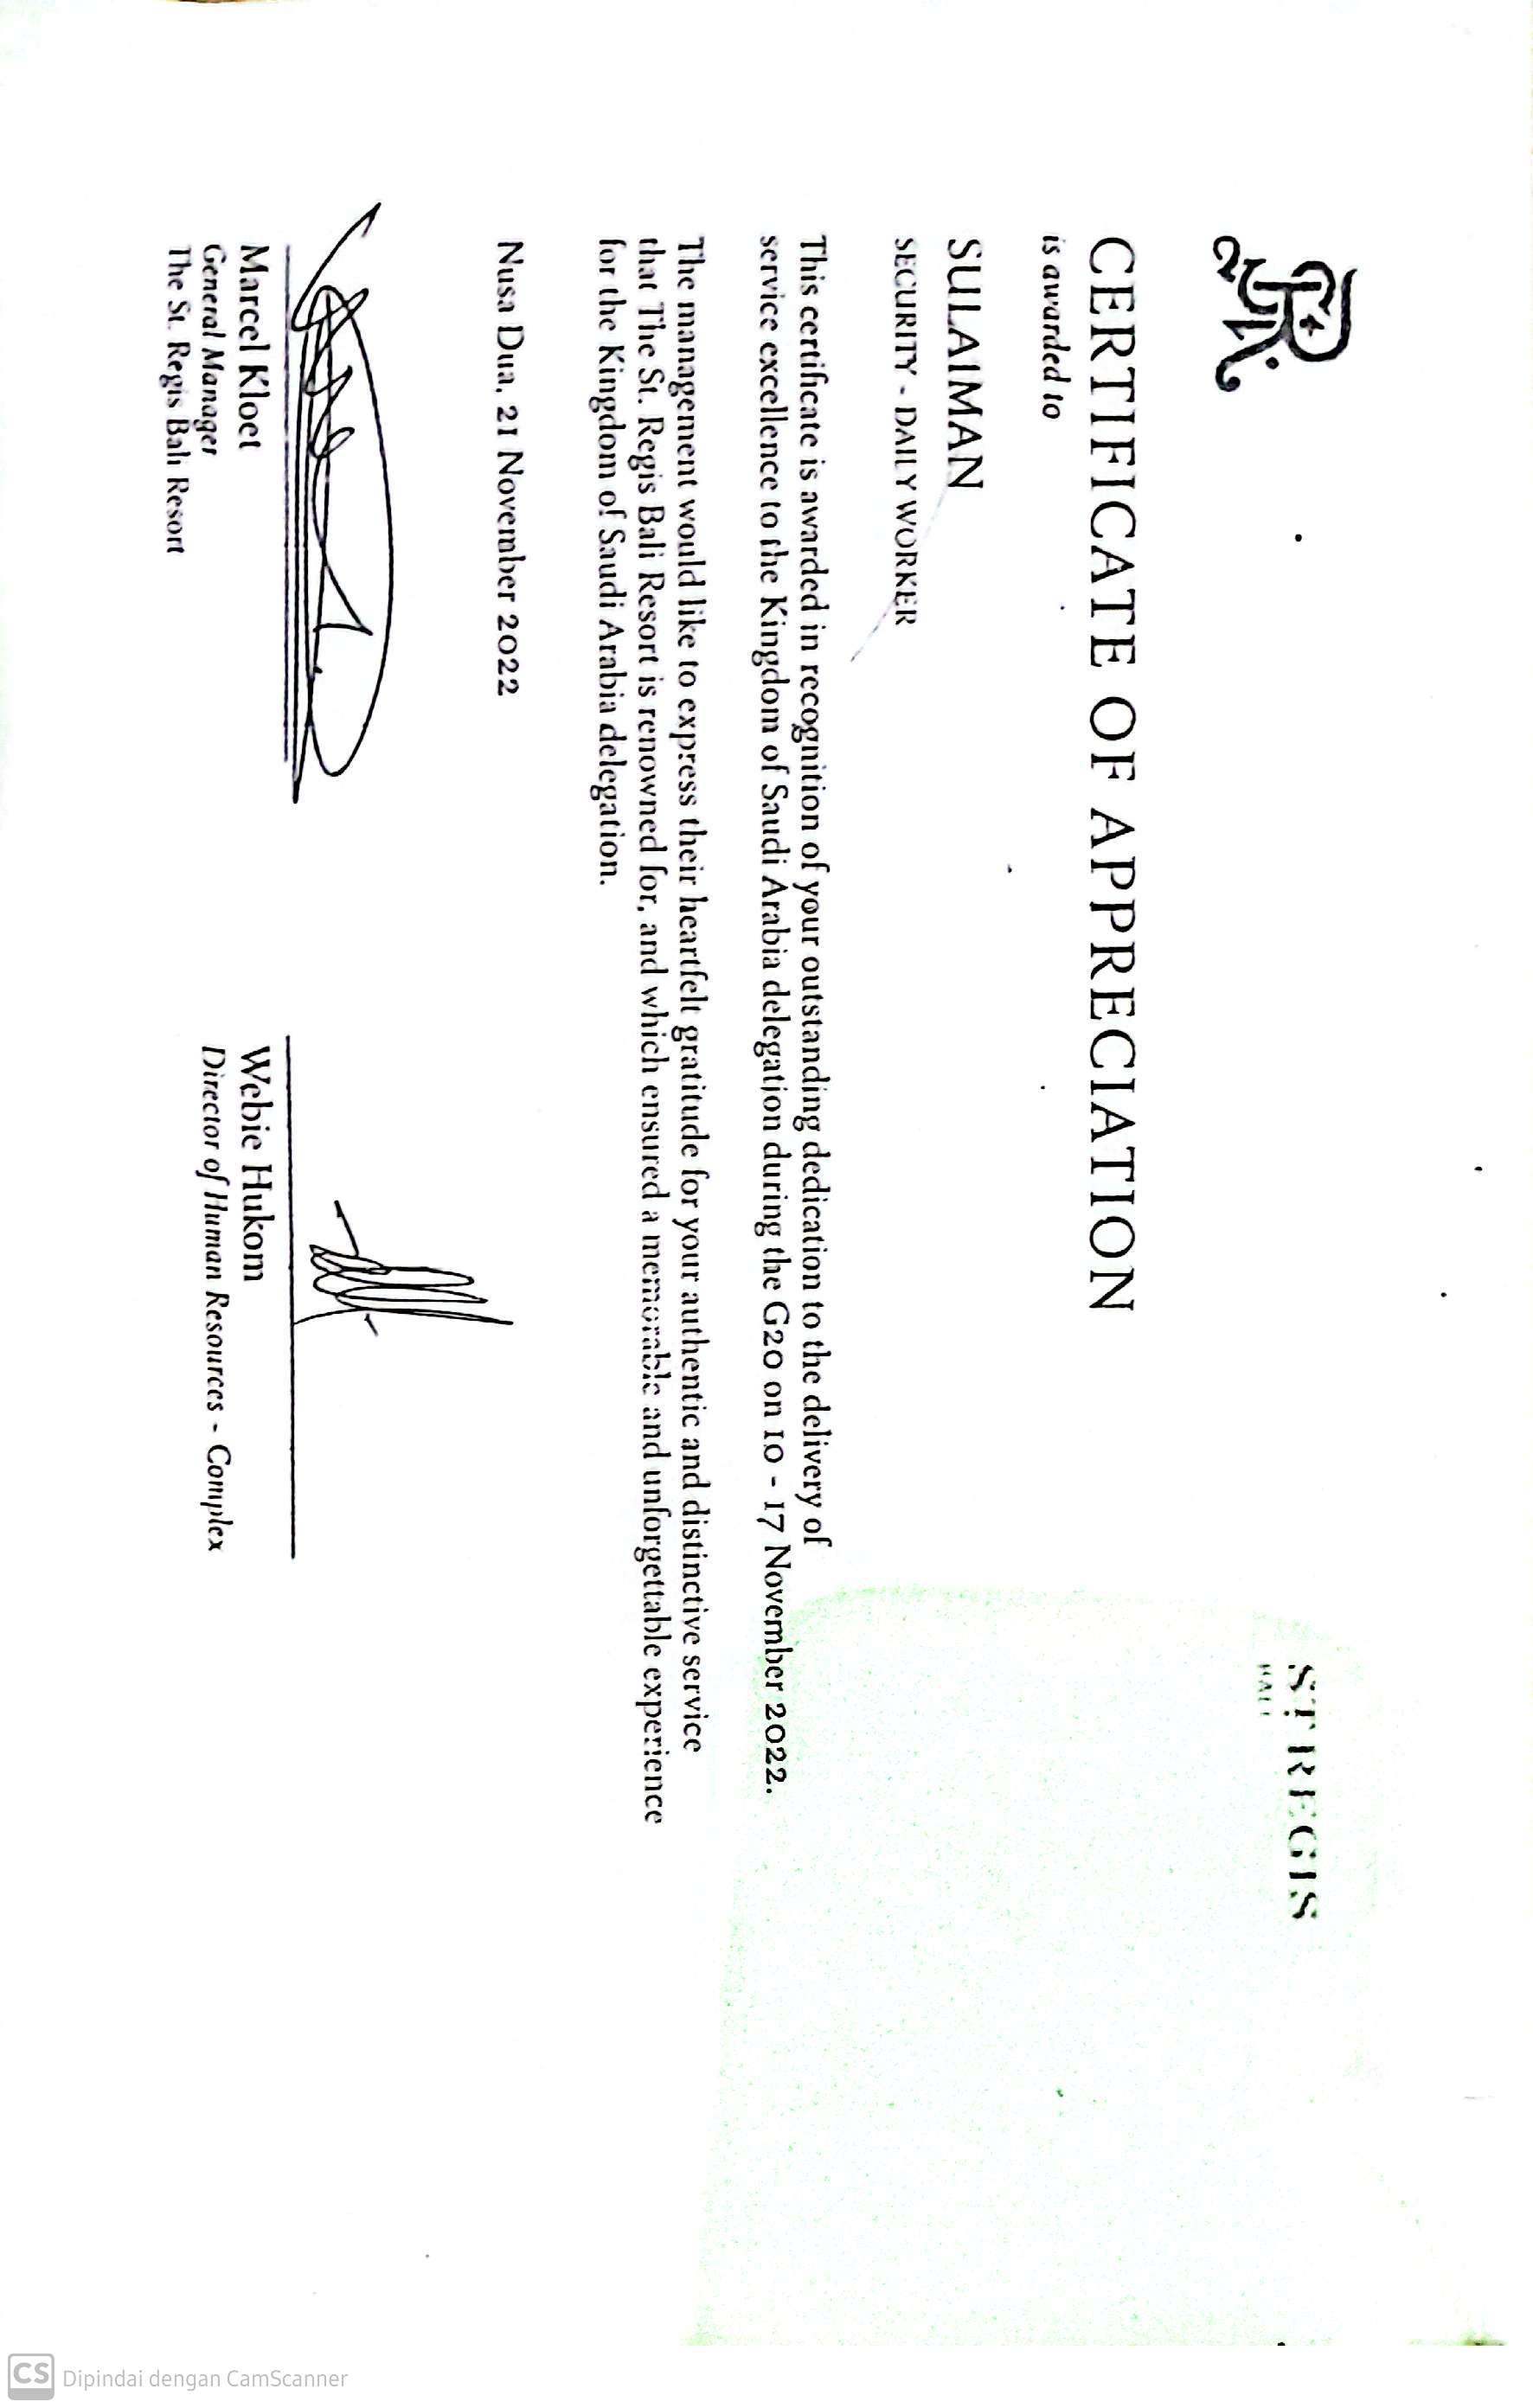 ST REGIS
BALI
CERTIFICATE OF APPRECIATION
is awarded to
SULAIMAN
SECURITY - DAILY WORKER
This certificate is awarded in recognition of your outstanding dedication to the delivery of
service excellence to the Kingdom of Saudi Arabia delegation during the G20 on 10 - 17 November 2022.
The management would like to express their heartfelt gratitude for your authentic and distinctive service
that The St. Regis Bali Resort is renowned for, and which ensured a memorable and unforgettable experience
for the Kingdom of Saudi Arabia delegation.
Nusa Dua, 21 November 2022
Marcel Kloet
General Manager
The St. Regis Bali Resort
Webie Hukom
Director of Human Resources - Complex
CS Dipindai dengan CamScanner